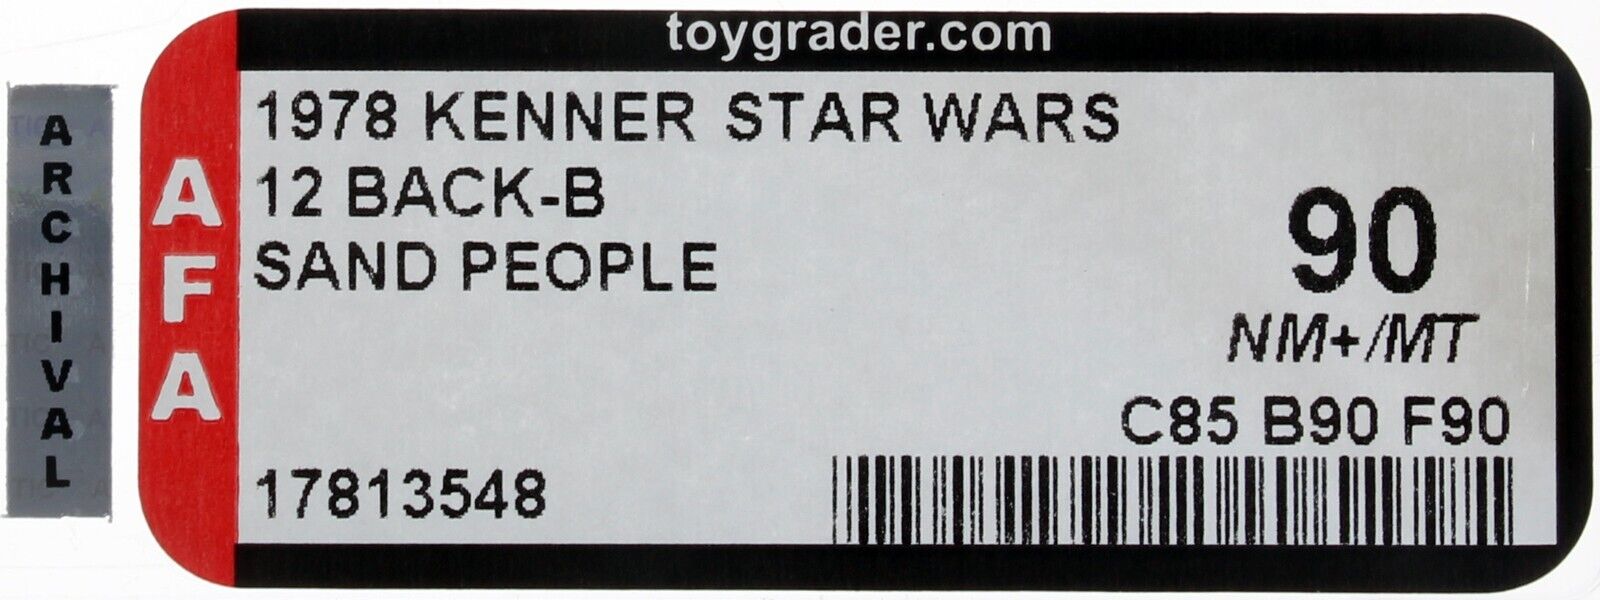 toygrader.com
ARCHIVAL
AFA
1978 KENNER STAR WARS
12 BACK-B
SAND PEOPLE
90
NM+/MT
C85 B90 F90
17813548